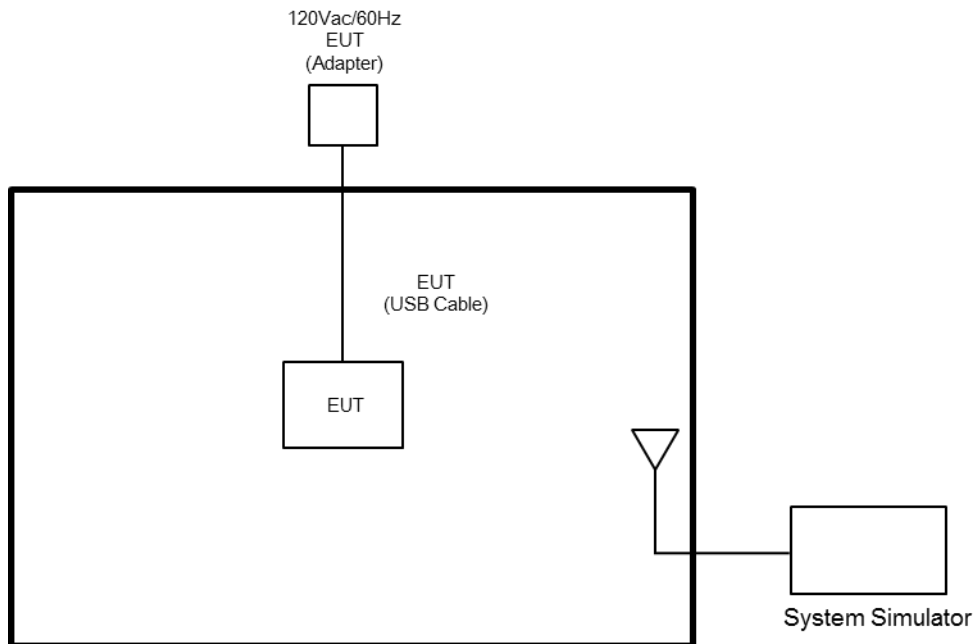 120Vac/60Hz
EUT
(Adapter)
EUT
(USB Cable)
EUT
System Simulator